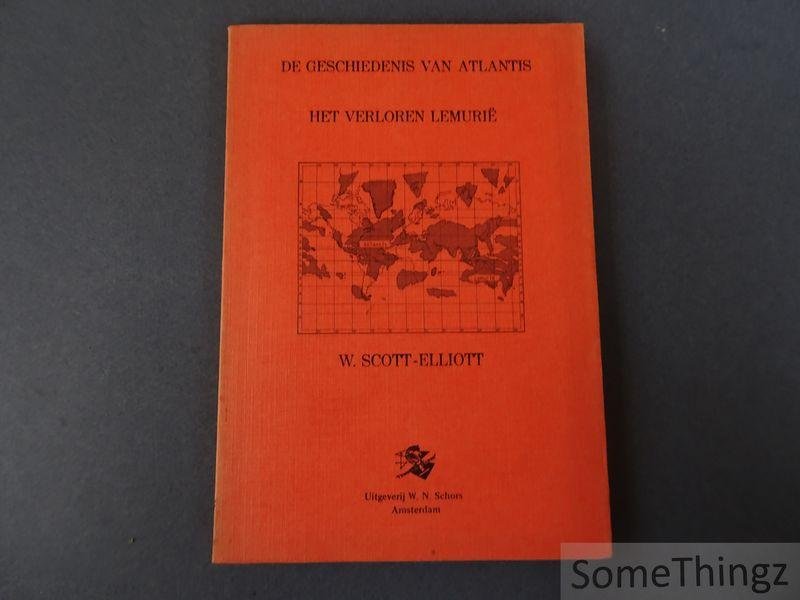 DE GESCHIEDENIS VAN ATLANTIS
HET VERLOREN LEMURIË
W. SCOTT-ELLIOTT
Uitgeverij W. N. Schors
Amsterdam
SomeThingz